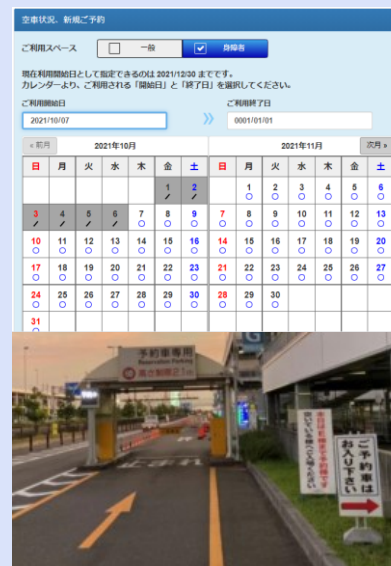 空車状況、新規ご予約
ご利用スペース 一般 身障者
現在利用開始日として指定できるのは 2021/12/30 までです。
カレンダーより、ご利用される「開始日」と「終了日」を選択してください。
ご利用開始日 ご利用終了日
2021/10/07 》 0001/01/01
«前月 2021年10月 2021年11月 次月»
日 月 火 水 木 金 土 日 月 火 水 木 金 土
1 2 1 2 3 4 5 6
3 4 5 6 7 8 9 7 8 9 10 11 12 13
10 11 12 13 14 15 16 14 15 16 17 18 19 20
17 18 19 20 21 22 23 21 22 23 24 25 26 27
24 25 26 27 28 29 30 28 29 30
31
G
予約車専用
Reservation Parking
高さ制限2.1m
予約車は
お入り下さい